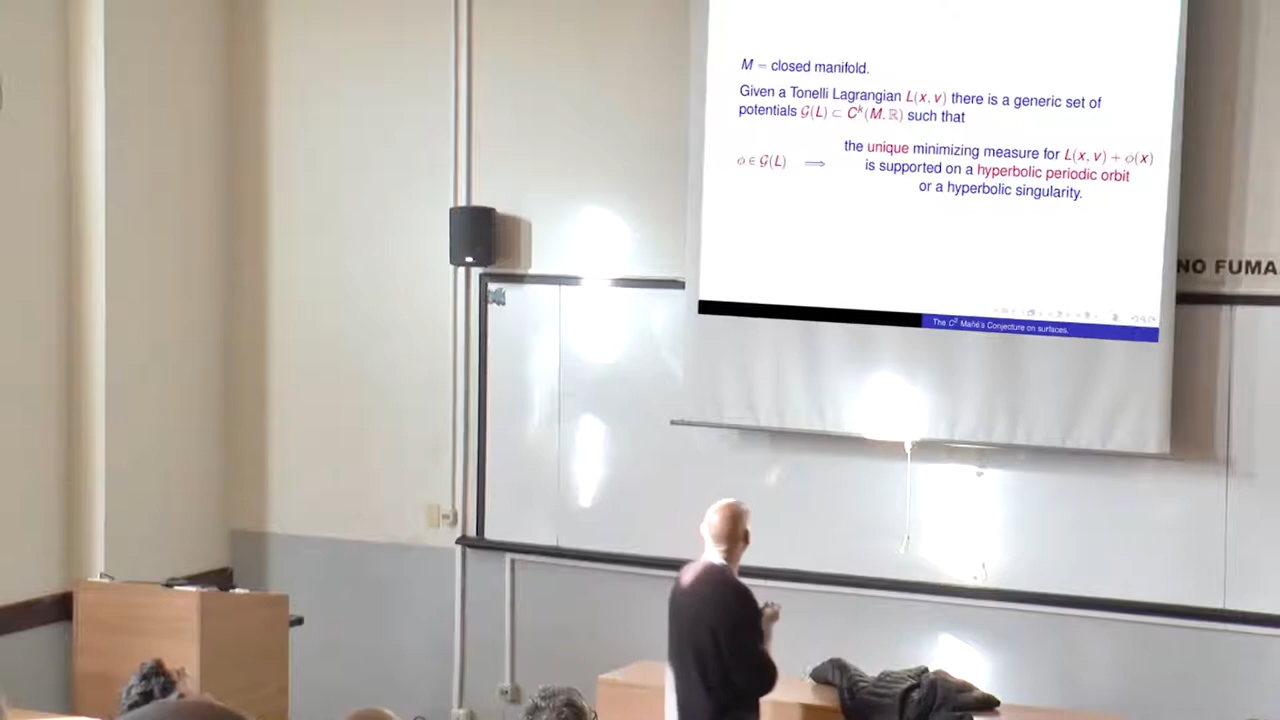 M = closed manifold.
Given a Tonelli Lagrangian L(x, v) there is a generic set of
potentials 𝒢(L) ⊂ Cᵏ(M, ℝ) such that
the unique minimizing measure for L(x, v) + ϕ(x)
ϕ ∈ 𝒢(L) ⟹ is supported on a hyperbolic periodic orbit
or a hyperbolic singularity.
The C² Mañé's Conjecture on surfaces.
NO FUMA